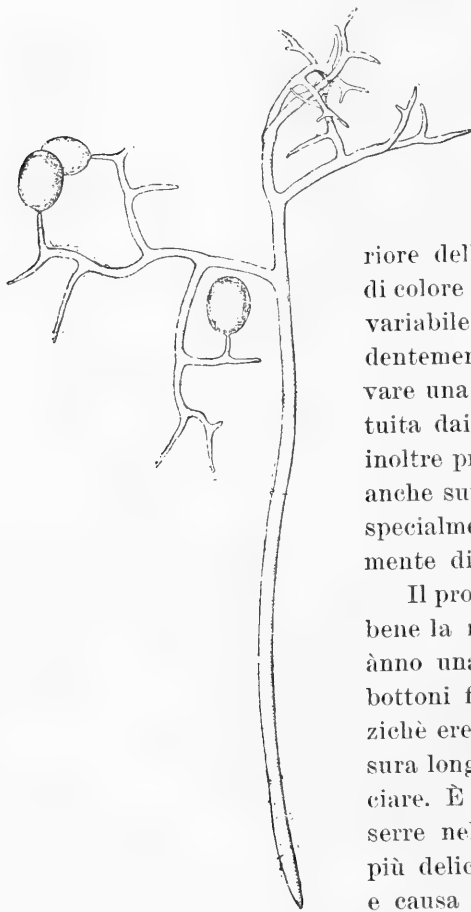 riore del
di colore
variabile
dentemen
vare una
tuita dai
inoltre pr
anche su
specialme
mente di
Il pro
bene la
ànno una
bottoni f
zichè ere
sura long
ciare. È
serre nel
più delic
e causa